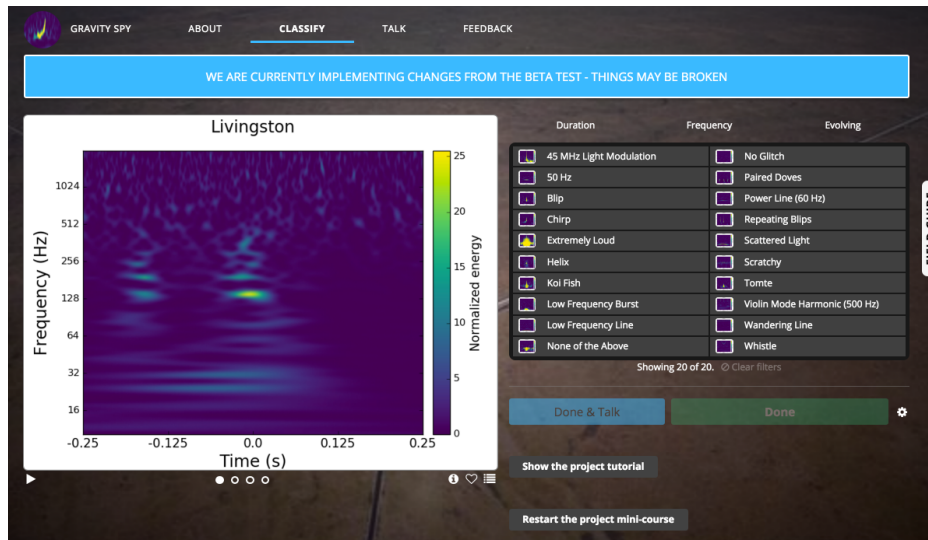 GRAVITY SPY ABOUT CLASSIFY TALK FEEDBACK
WE ARE CURRENTLY IMPLEMENTING CHANGES FROM THE BETA TEST - THINGS MAY BE BROKEN
Livingston
1024
512
256
128
64
32
16
Frequency (Hz)
-0.25 -0.125 0.0 0.125 0.25
Time (s)
25
20
15
10
5
0
Normalized energy
Duration Frequency Evolving
45 MHz Light Modulation No Glitch
50 Hz Paired Doves
Blip Power Line (60 Hz)
Chirp Repeating Blips
Extremely Loud Scattered Light
Helix Scratchy
Koi Fish Tomte
Low Frequency Burst Violin Mode Harmonic (500 Hz)
Low Frequency Line Wandering Line
None of the Above Whistle
Showing 20 of 20. Clear filters
Done & Talk Done
Show the project tutorial
Restart the project mini-course